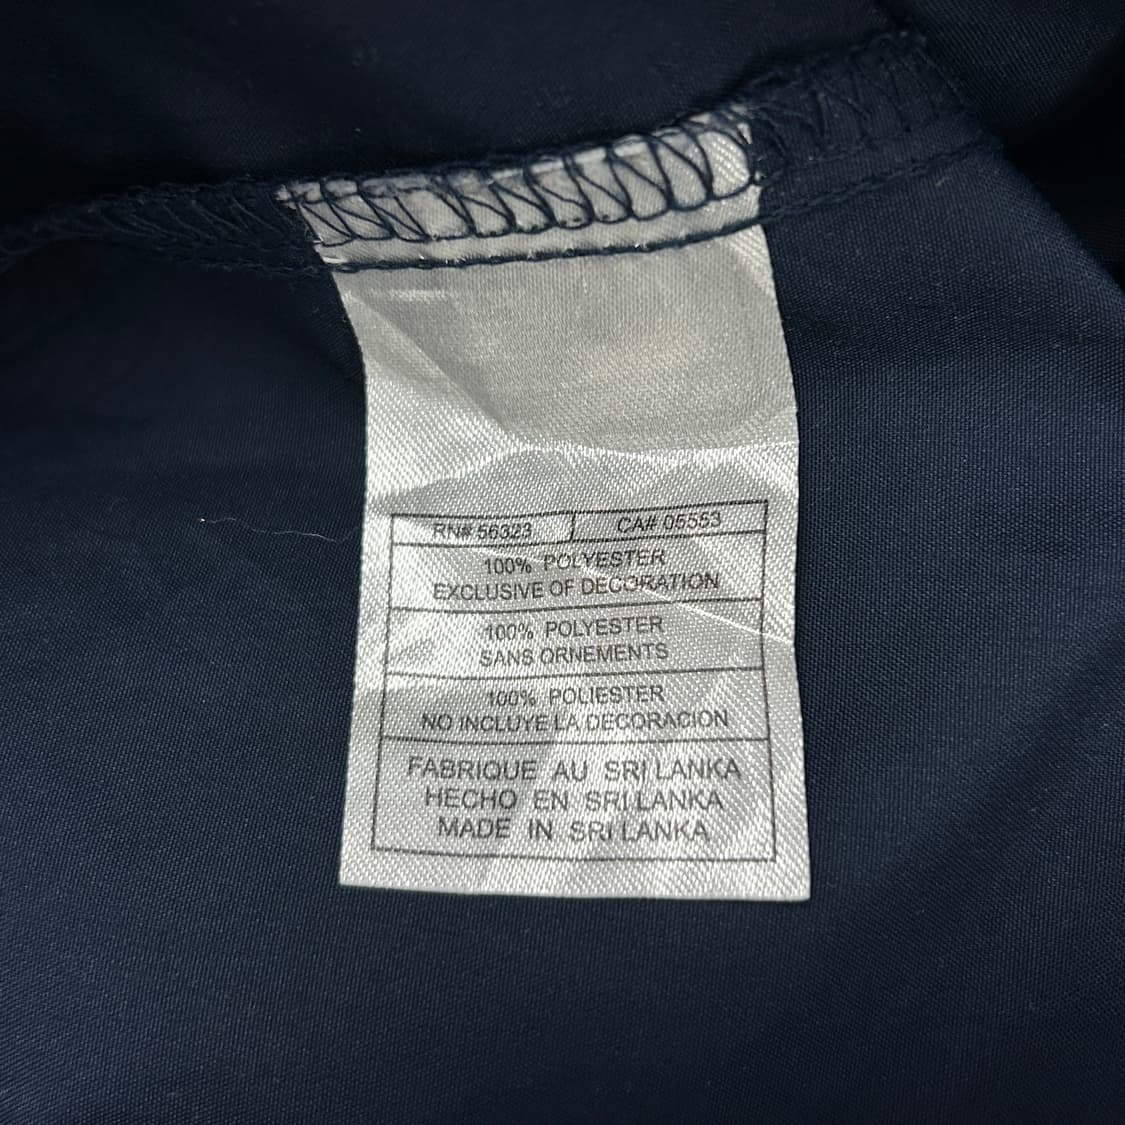 RN# 56323 / CA# 05553
100% POLYESTER
EXCLUSIVE OF DECORATION
100% POLYESTER
SANS ORNEMENTS
100% POLIESTER
NO INCLUYE LA DECORACION
FABRIQUE AU SRI LANKA
HECHO EN SRI LANKA
MADE IN SRI LANKA